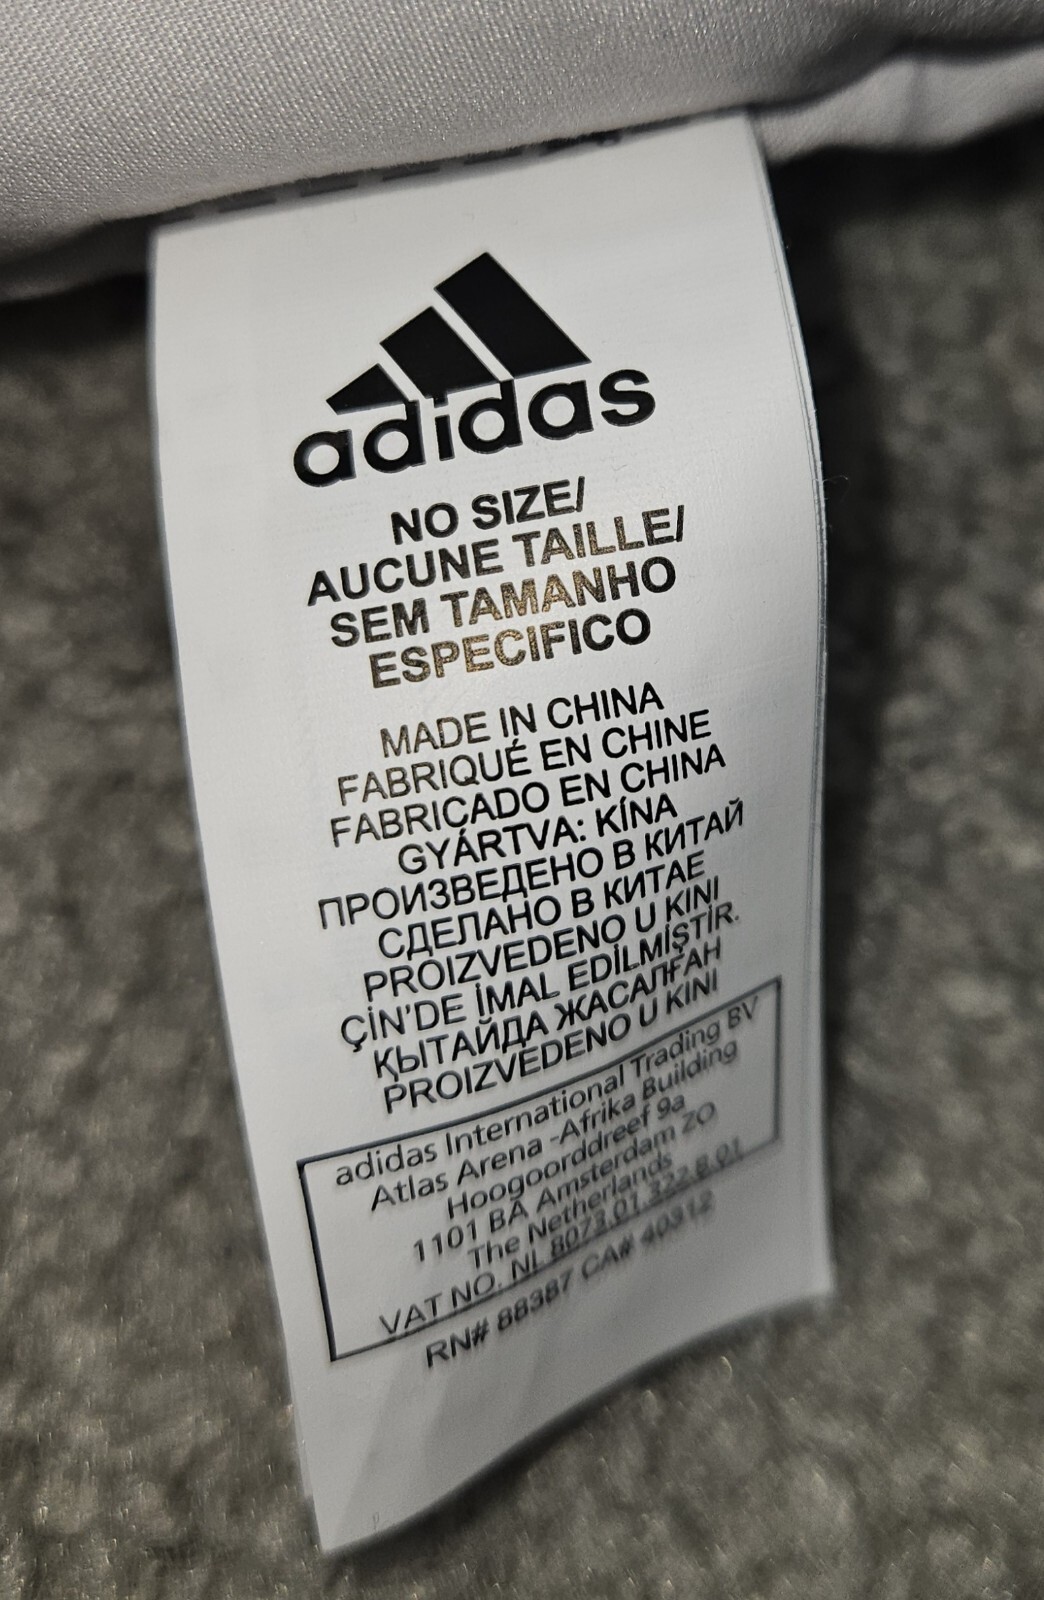 adidas
NO SIZE/
AUCUNE TAILLE/
SEM TAMANHO
ESPECIFICO
MADE IN CHINA
FABRIQUÉ EN CHINE
FABRICADO EN CHINA
GYÁRTVA: KÍNA
ПРОИЗВЕДЕНО В КИТАЙ
СДЕЛАНО В КИТАЕ
PROIZVEDENO U KINI
ÇİN'DE İMAL EDİLMİŞTİR.
ҚЫТАЙДА ЖАСАЛҒАН
PROIZVEDENO U KINI
adidas International Trading BV
Atlas Arena -Afrika Building
Hoogoorddreef 9a
1101 BA Amsterdam ZO
The Netherlands
VAT NO. NL 8073.01.322.B.01
RN# 88387 CA# 40312